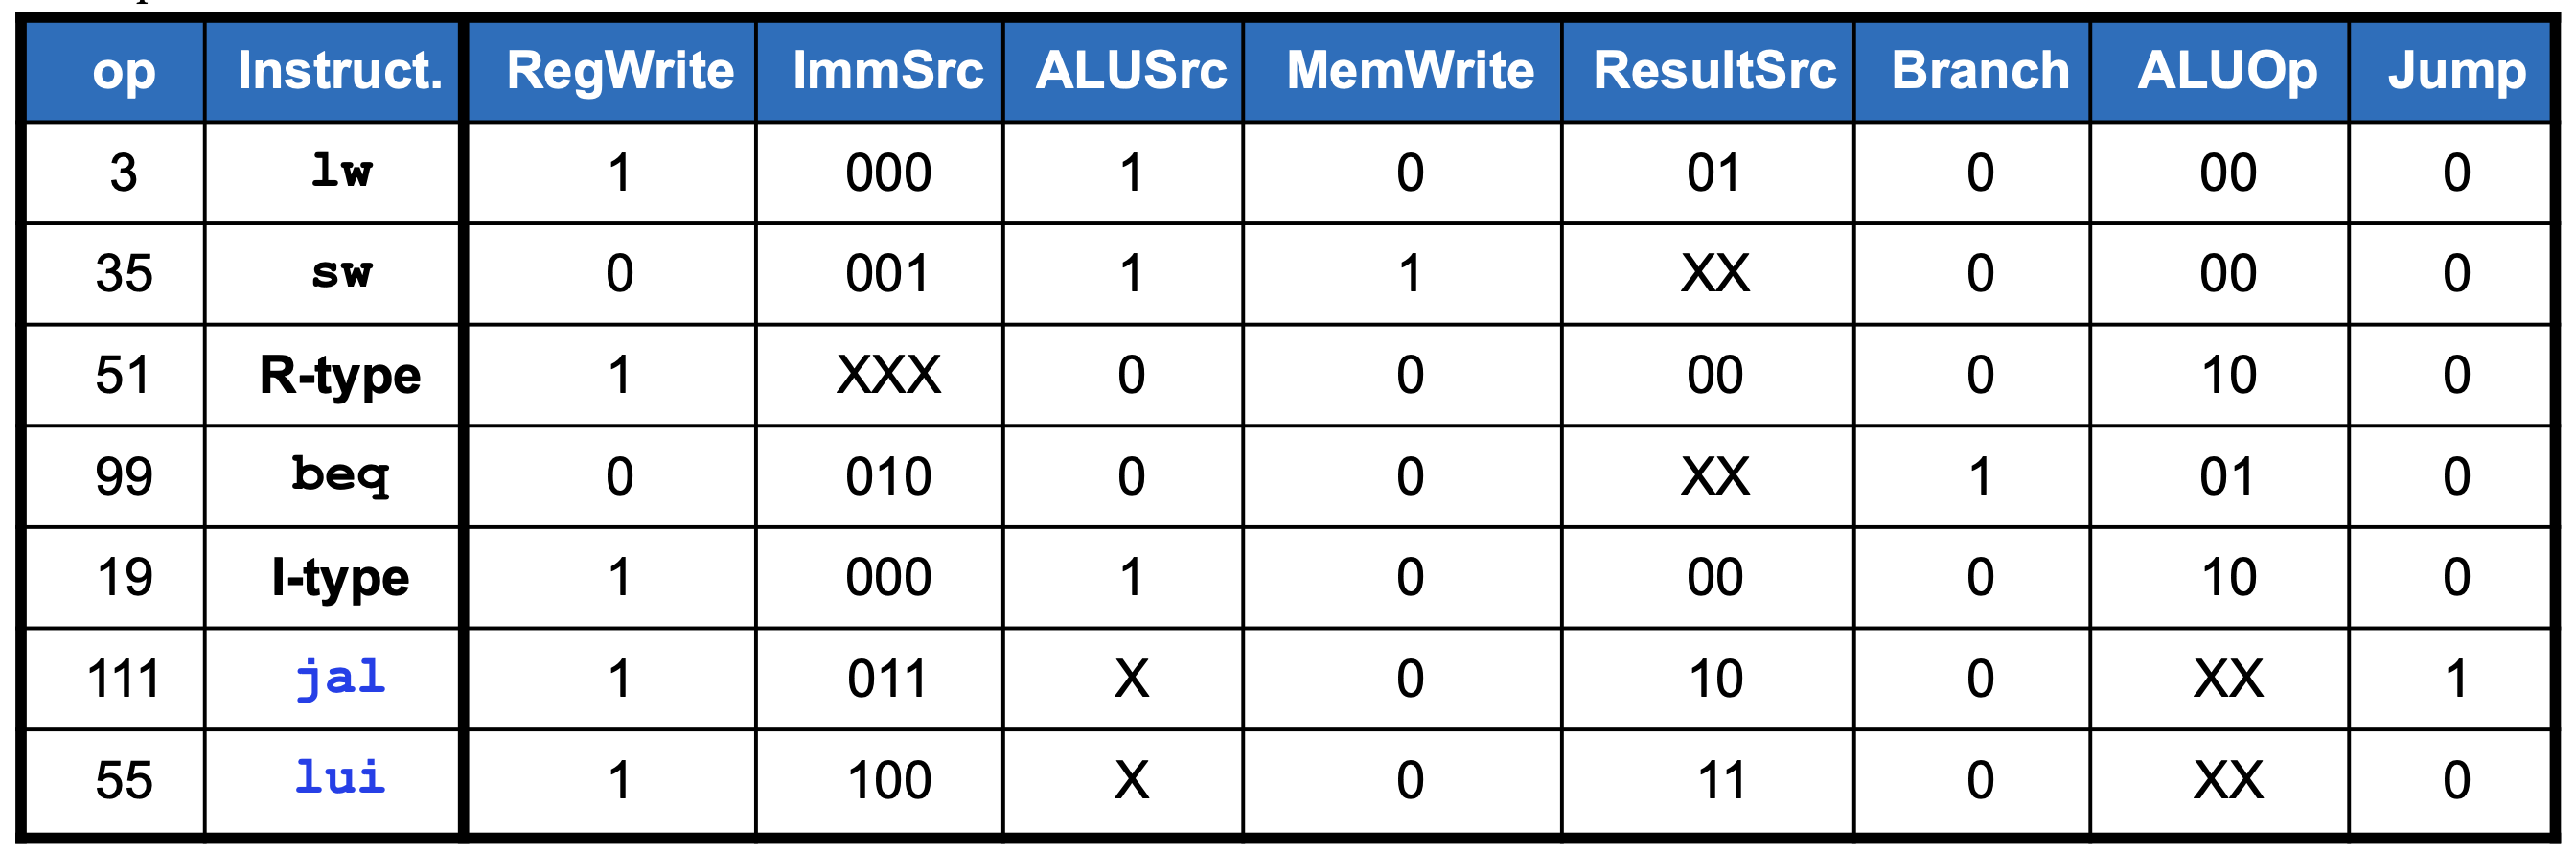 op Instruct. RegWrite ImmSrc ALUSrc MemWrite ResultSrc Branch ALUOp Jump
3 lw 1 000 1 0 01 0 00 0
35 sw 0 001 1 1 XX 0 00 0
51 R-type 1 XXX 0 0 00 0 10 0
99 beq 0 010 0 0 XX 1 01 0
19 I-type 1 000 1 0 00 0 10 0
111 jal 1 011 X 0 10 0 XX 1
55 lui 1 100 X 0 11 0 XX 0